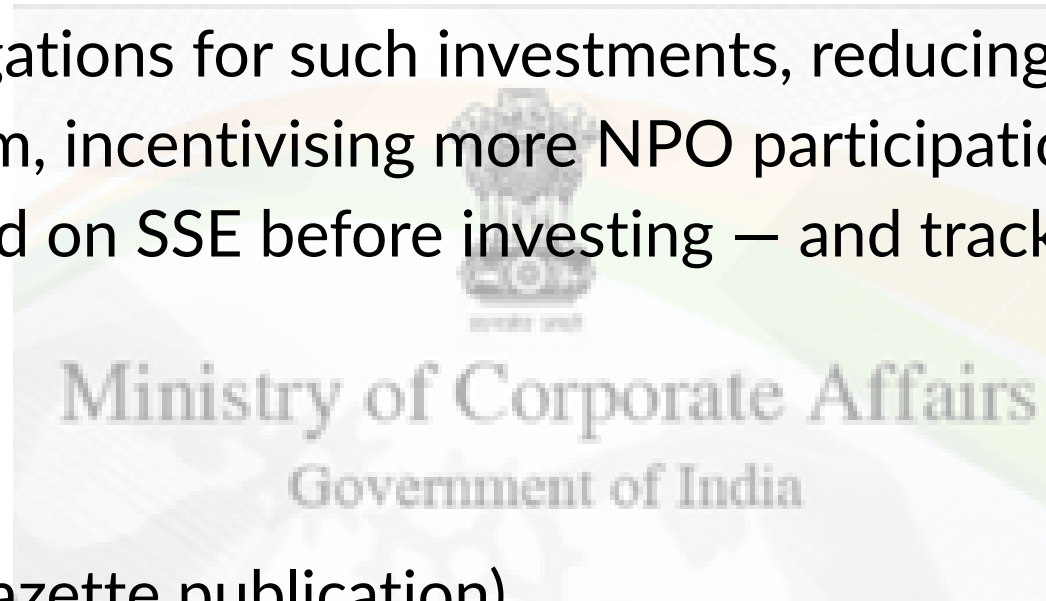 gations for such investments, reducing
m, incentivising more NPO participatio
d on SSE before investing — and track
Ministry of Corporate Affairs
Government of India
azette publication)